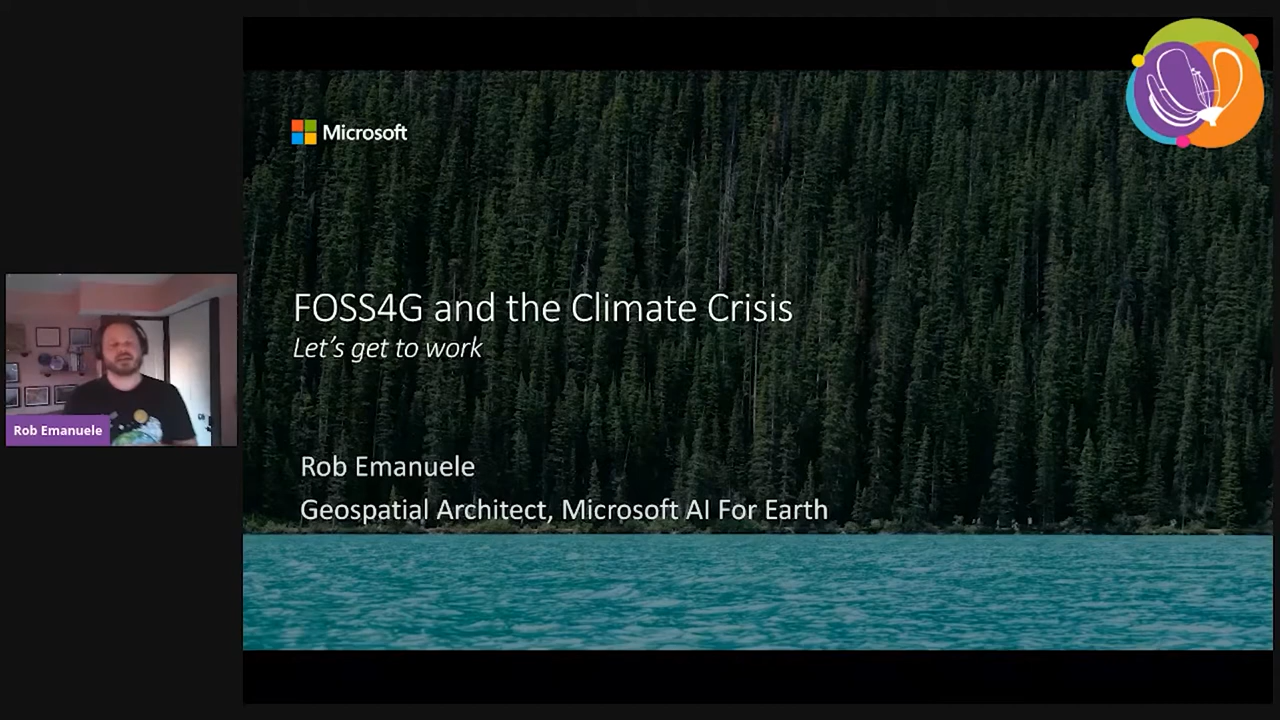 Microsoft
FOSS4G and the Climate Crisis
Let's get to work
Rob Emanuele
Rob Emanuele
Geospatial Architect, Microsoft AI For Earth